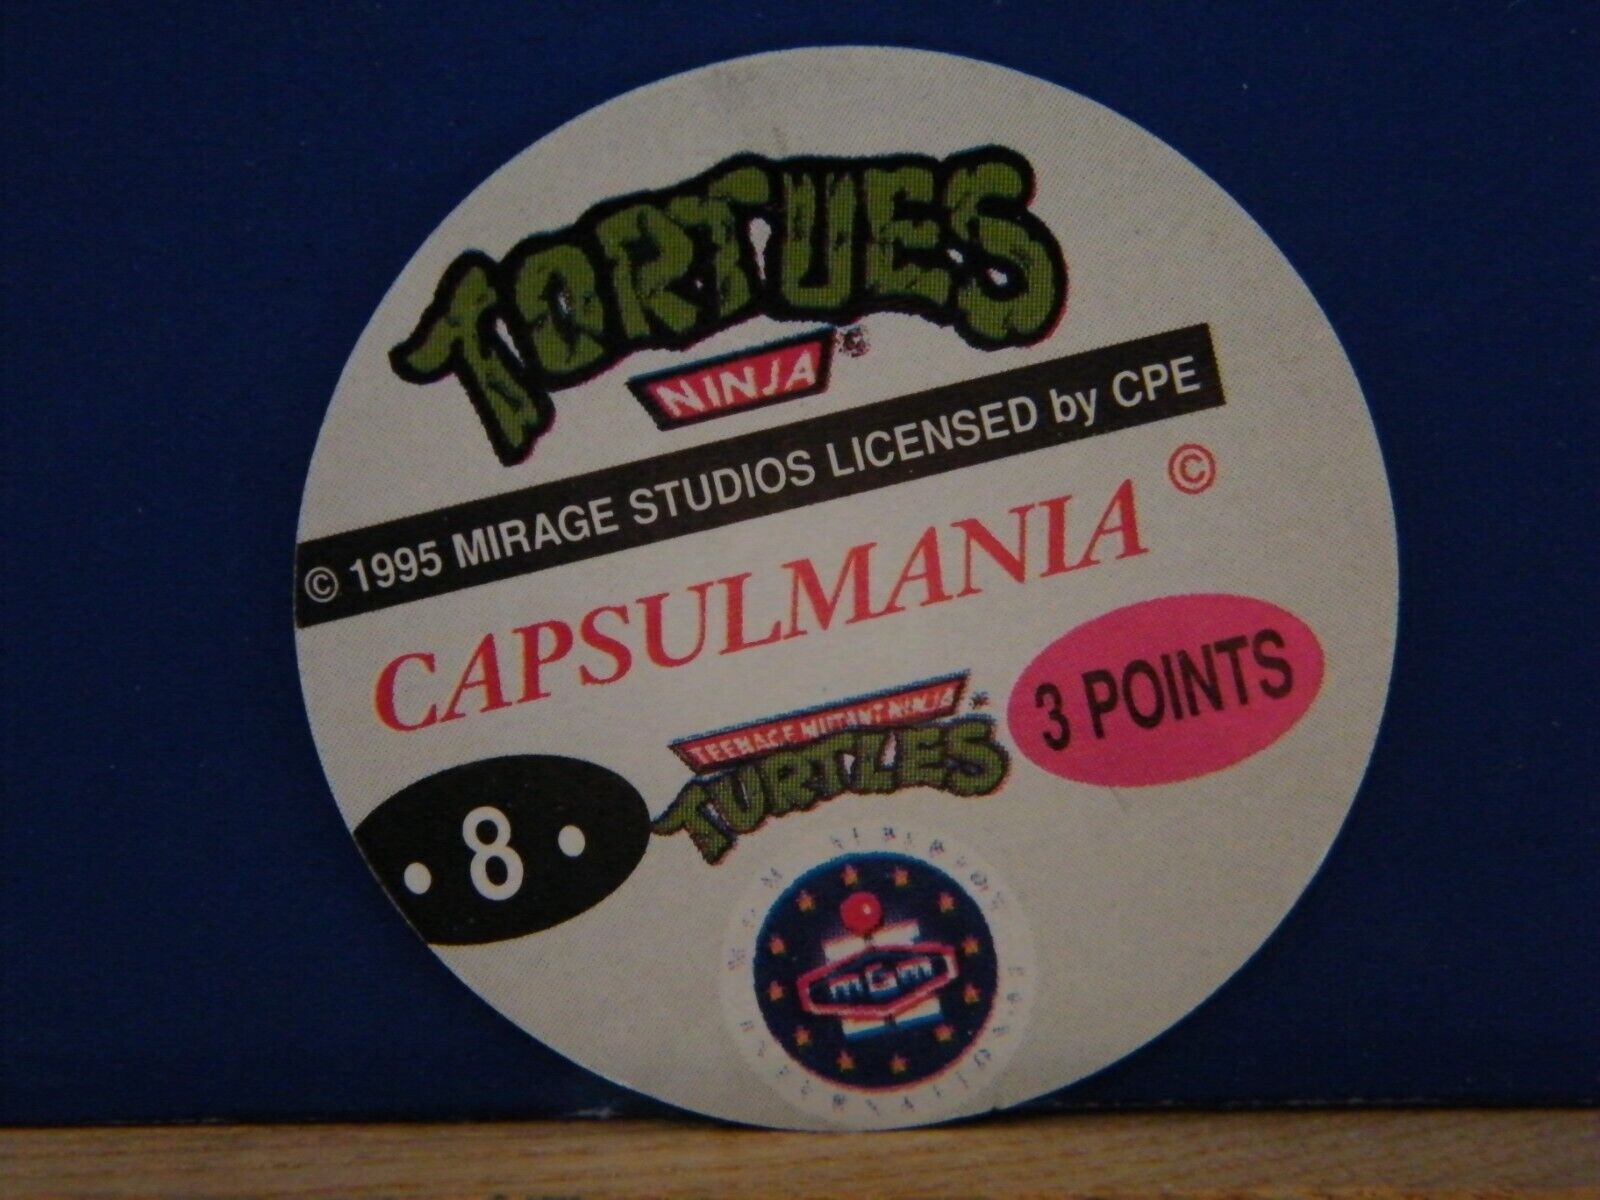 TORTUES
NINJA
© 1995 MIRAGE STUDIOS LICENSED by CPE
CAPSULMANIA ©
3 POINTS
TEENAGE MUTANT NINJA
TURTLES
• 8 •
mGm